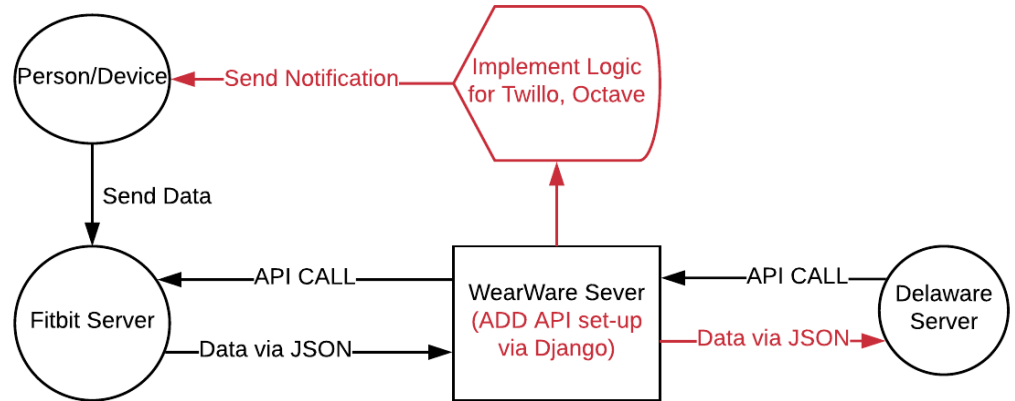 Person/Device
Send Notification
Implement Logic
for Twillo, Octave
Send Data
API CALL
API CALL
WearWare Sever
(ADD API set-up
via Django)
Delaware
Server
Fitbit Server
Data via JSON
Data via JSON